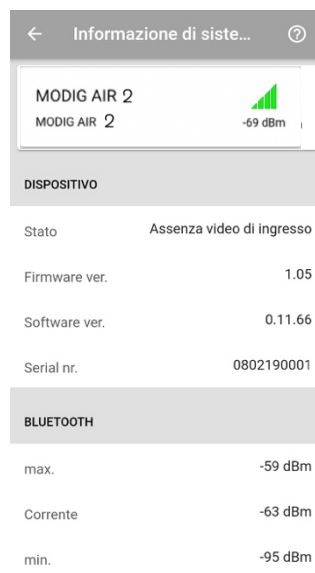 Informazione di siste...
MODIG AIR 2
MODIG AIR 2
-69 dBm
DISPOSITIVO
Stato Assenza video di ingresso
Firmware ver. 1.05
Software ver. 0.11.66
Serial nr. 0802190001
BLUETOOTH
max. -59 dBm
Corrente -63 dBm
min. -95 dBm